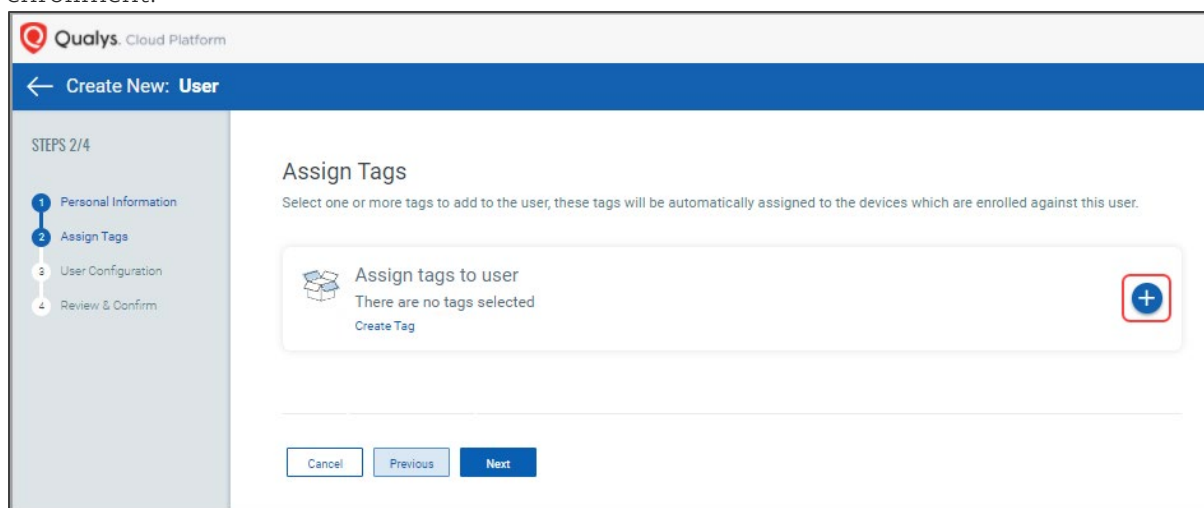 Qualys. Cloud Platform
← Create New: User
STEPS 2/4
1 Personal Information
2 Assign Tags
3 User Configuration
4 Review & Confirm
Assign Tags
Select one or more tags to add to the user, these tags will be automatically assigned to the devices which are enrolled against this user.
Assign tags to user
There are no tags selected
Create Tag
Cancel Previous Next